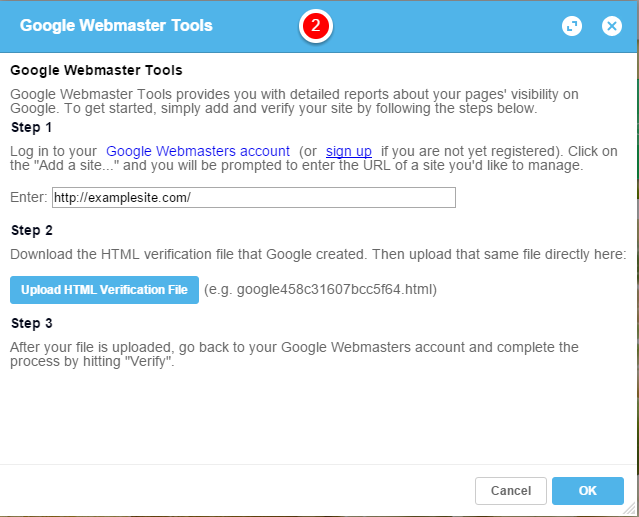 Google Webmaster Tools
2
Google Webmaster Tools
Google Webmaster Tools provides you with detailed reports about your pages' visibility on
Google. To get started, simply add and verify your site by following the steps below.
Step 1
Log in to your Google Webmasters account (or sign up if you are not yet registered). Click on
the "Add a site..." and you will be prompted to enter the URL of a site you'd like to manage.
Enter: http://examplesite.com/
Step 2
Download the HTML verification file that Google created. Then upload that same file directly here:
Upload HTML Verification File (e.g. google458c31607bcc5f64.html)
Step 3
After your file is uploaded, go back to your Google Webmasters account and complete the
process by hitting "Verify".
Cancel OK